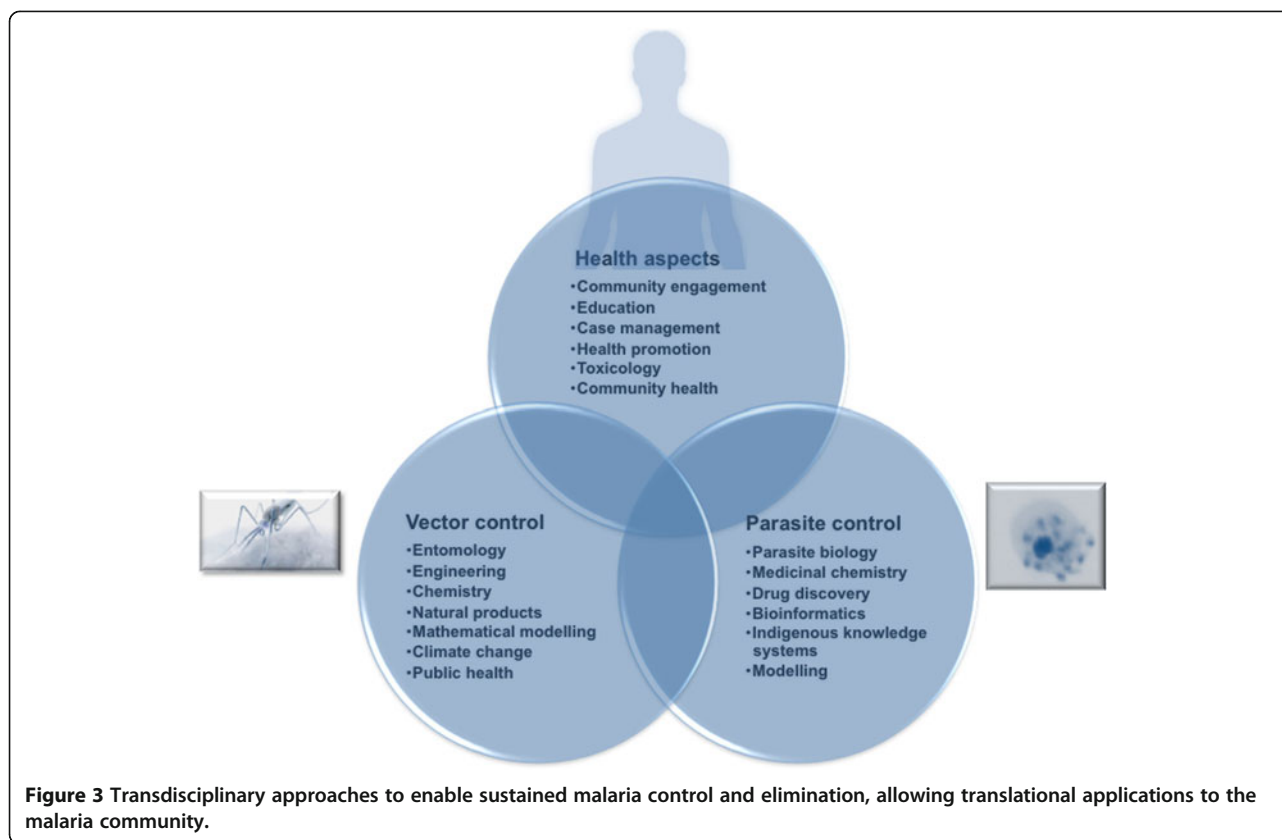 Health aspects
•Community engagement
•Education
•Case management
•Health promotion
•Toxicology
•Community health
Vector control
•Entomology
•Engineering
•Chemistry
•Natural products
•Mathematical modelling
•Climate change
•Public health
Parasite control
•Parasite biology
•Medicinal chemistry
•Drug discovery
•Bioinformatics
•Indigenous knowledge
systems
•Modelling
Figure 3 Transdisciplinary approaches to enable sustained malaria control and elimination, allowing translational applications to the
malaria community.